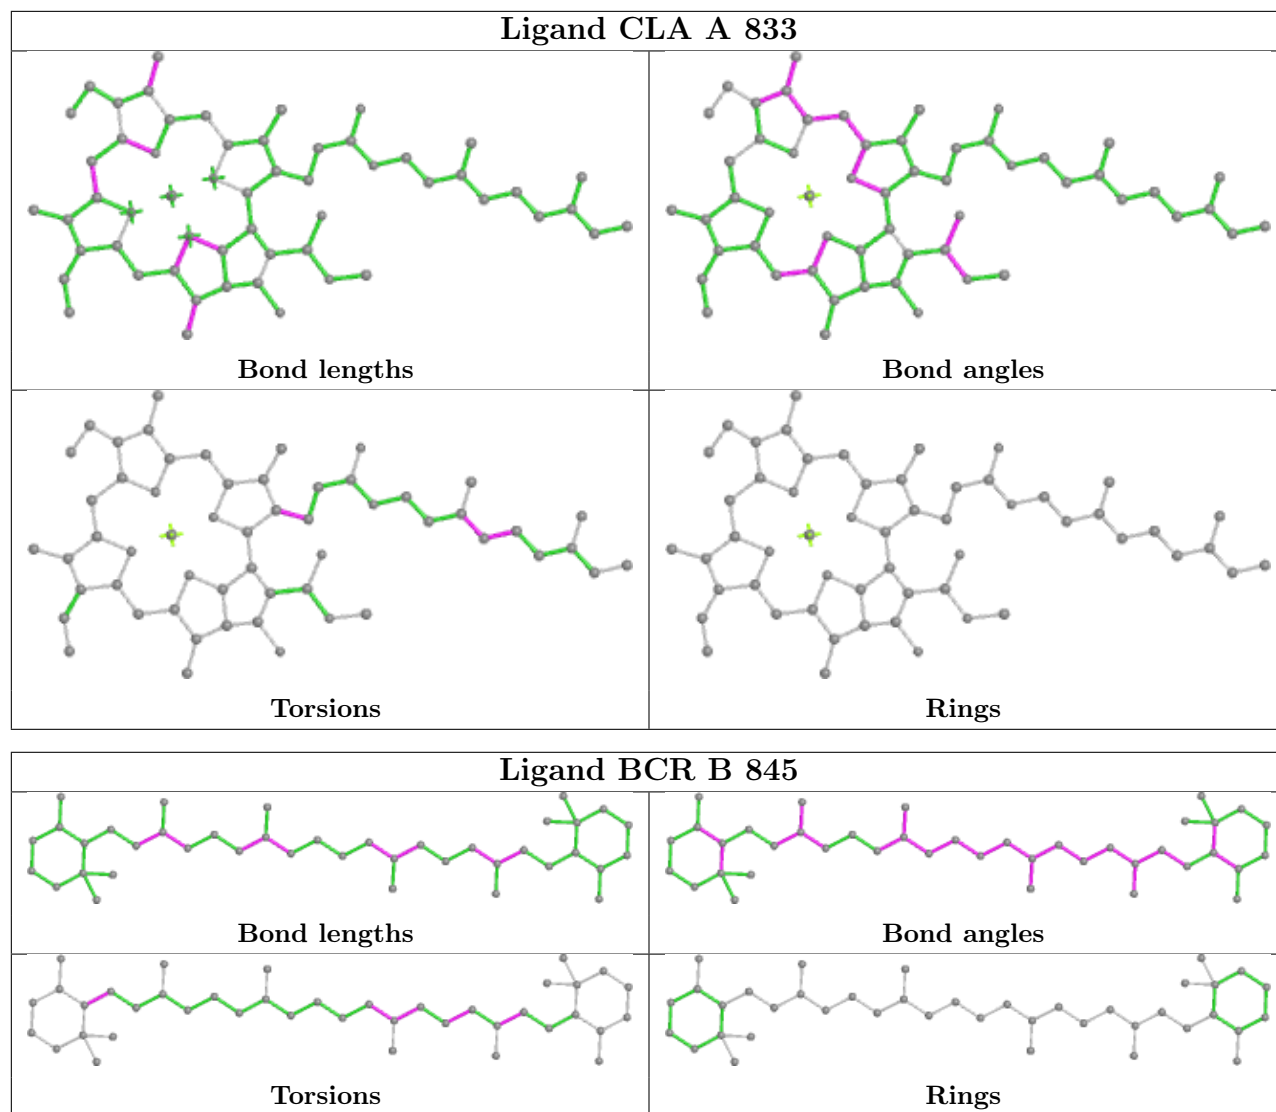 Ligand CLA A 833
Bond lengths
Bond angles
Torsions
Rings
Ligand BCR B 845
Bond lengths
Bond angles
Torsions
Rings